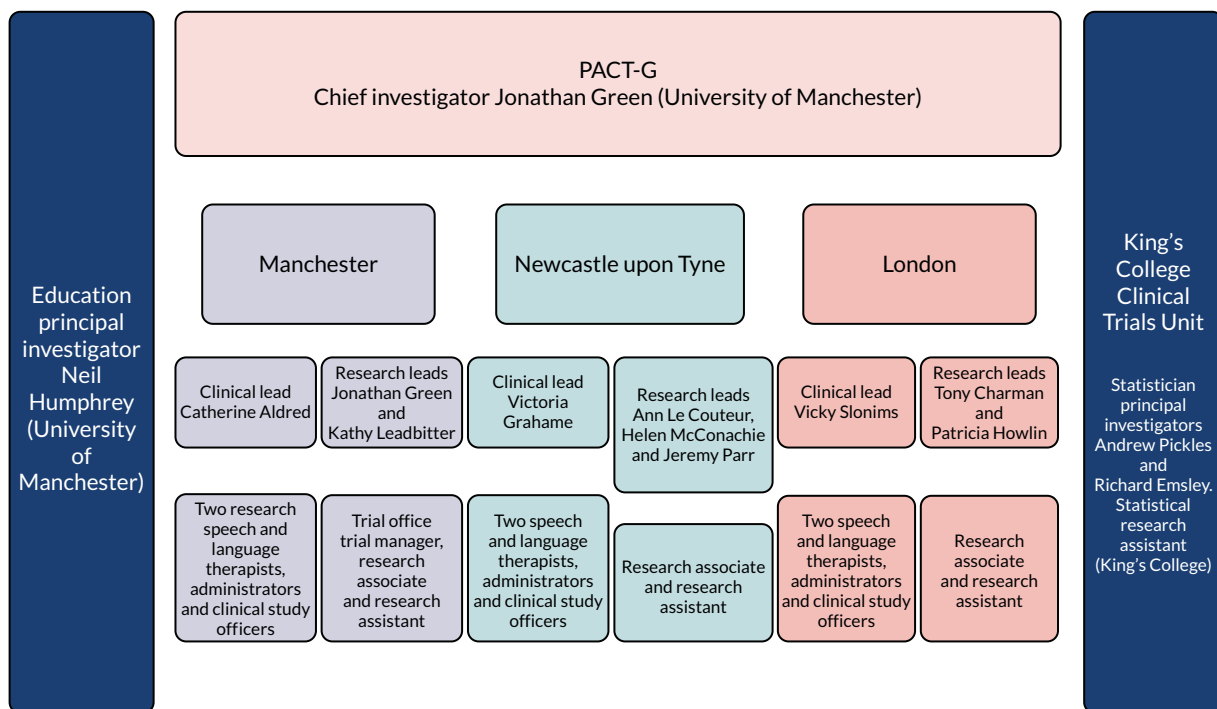 PACT-G
Chief investigator Jonathan Green (University of Manchester)
Education
principal
investigator
Neil
Humphrey
(University
of
Manchester)
Manchester
Newcastle upon Tyne
London
King’s
College
Clinical
Trials Unit
Statistician
principal
investigators
Andrew Pickles
and
Richard Emsley.
Statistical
research
assistant
(King’s College)
Clinical lead
Catherine Aldred
Research leads
Jonathan Green
and
Kathy Leadbitter
Clinical lead
Victoria
Grahame
Research leads
Ann Le Couteur,
Helen McConachie
and Jeremy Parr
Clinical lead
Vicky Slonims
Research leads
Tony Charman
and
Patricia Howlin
Two research
speech and
language
therapists,
administrators
and clinical study
officers
Trial office
trial manager,
research
associate
and research
assistant
Two speech
and language
therapists,
administrators
and clinical study
officers
Research associate
and research
assistant
Two speech
and language
therapists,
administrators
and clinical study
officers
Research
associate
and research
assistant